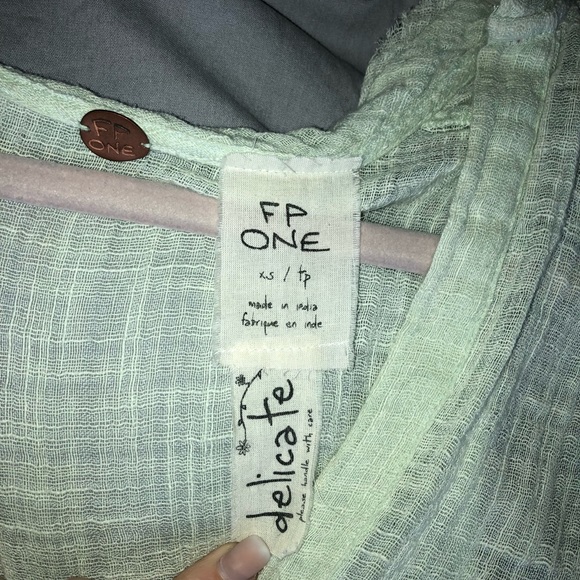 FP
ONE
FP
ONE
xs / tp
made in india
fabrique en inde
delicate
please handle with care